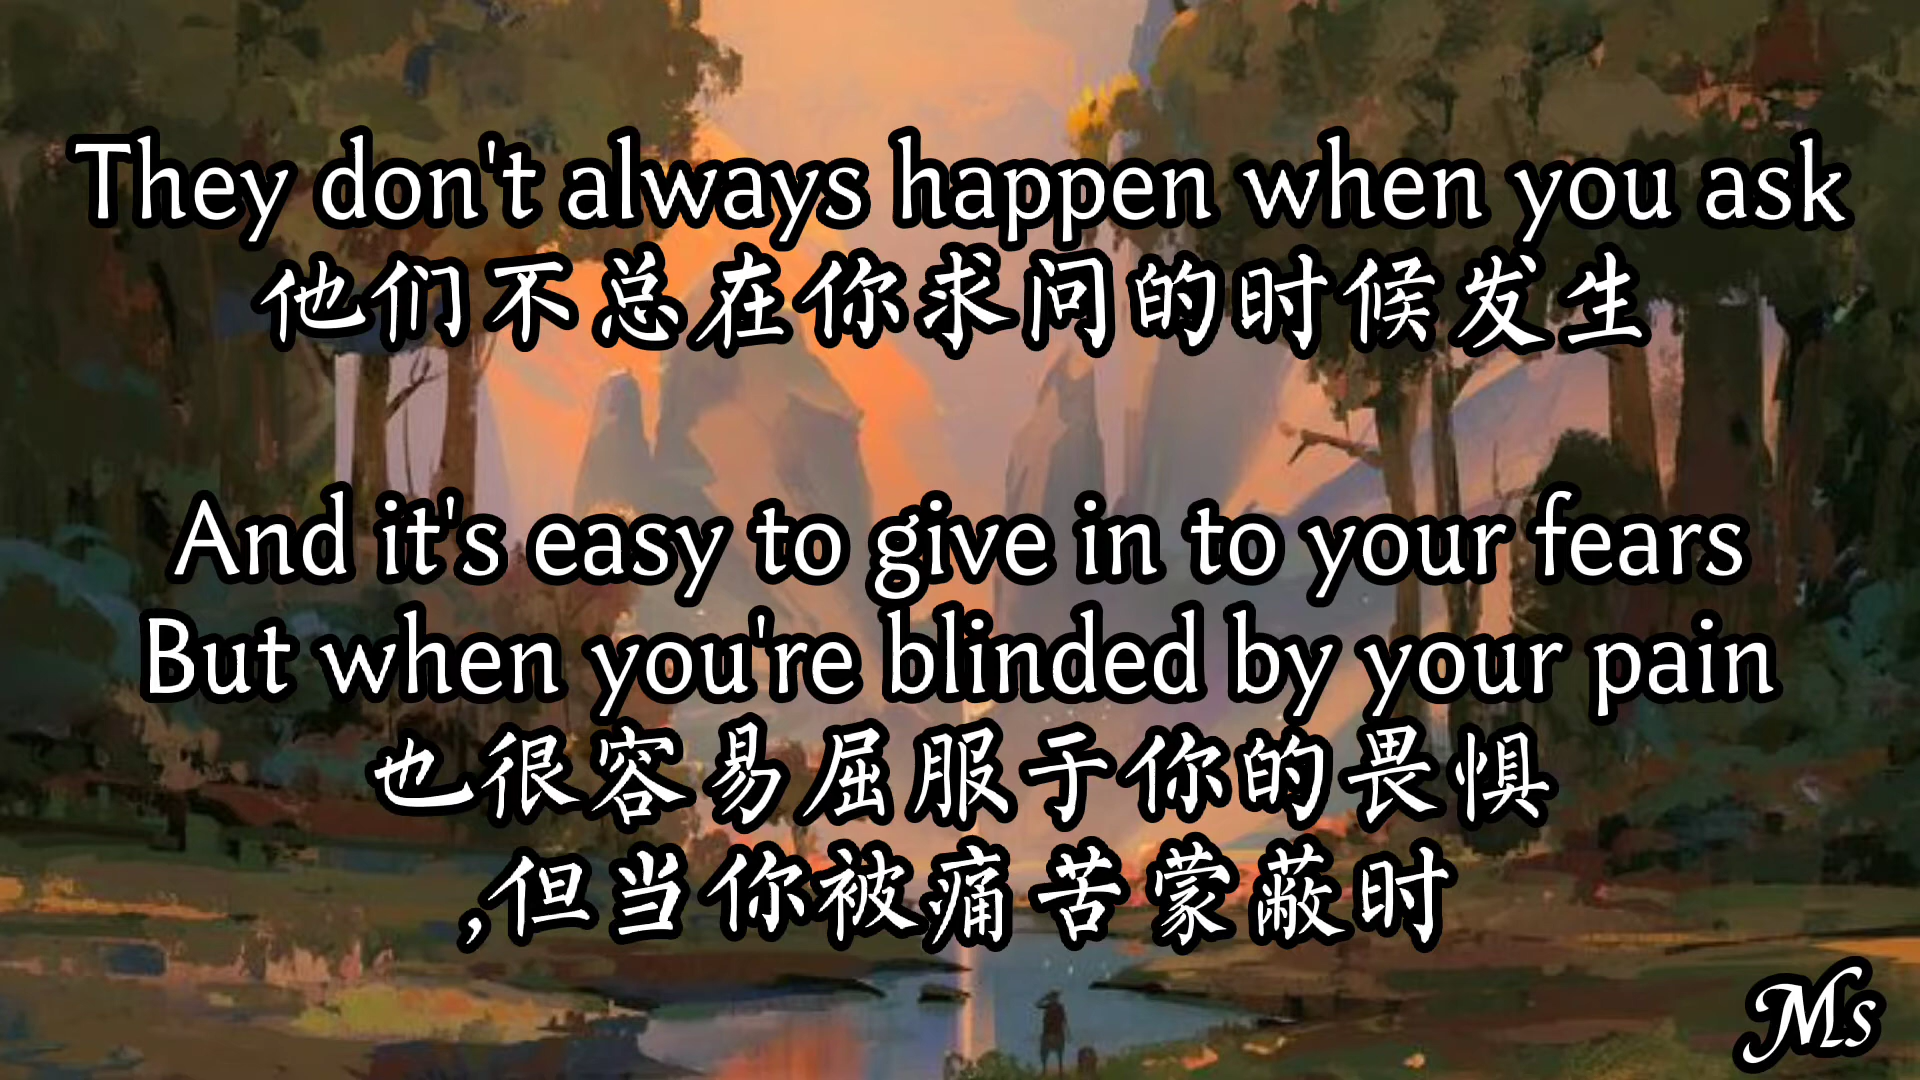 They don't always happen when you ask
他们不总在你求问的时候发生
And it's easy to give in to your fears
But when you're blinded by your pain
也很容易屈服于你的畏惧
,但当你被痛苦蒙蔽时
Ms